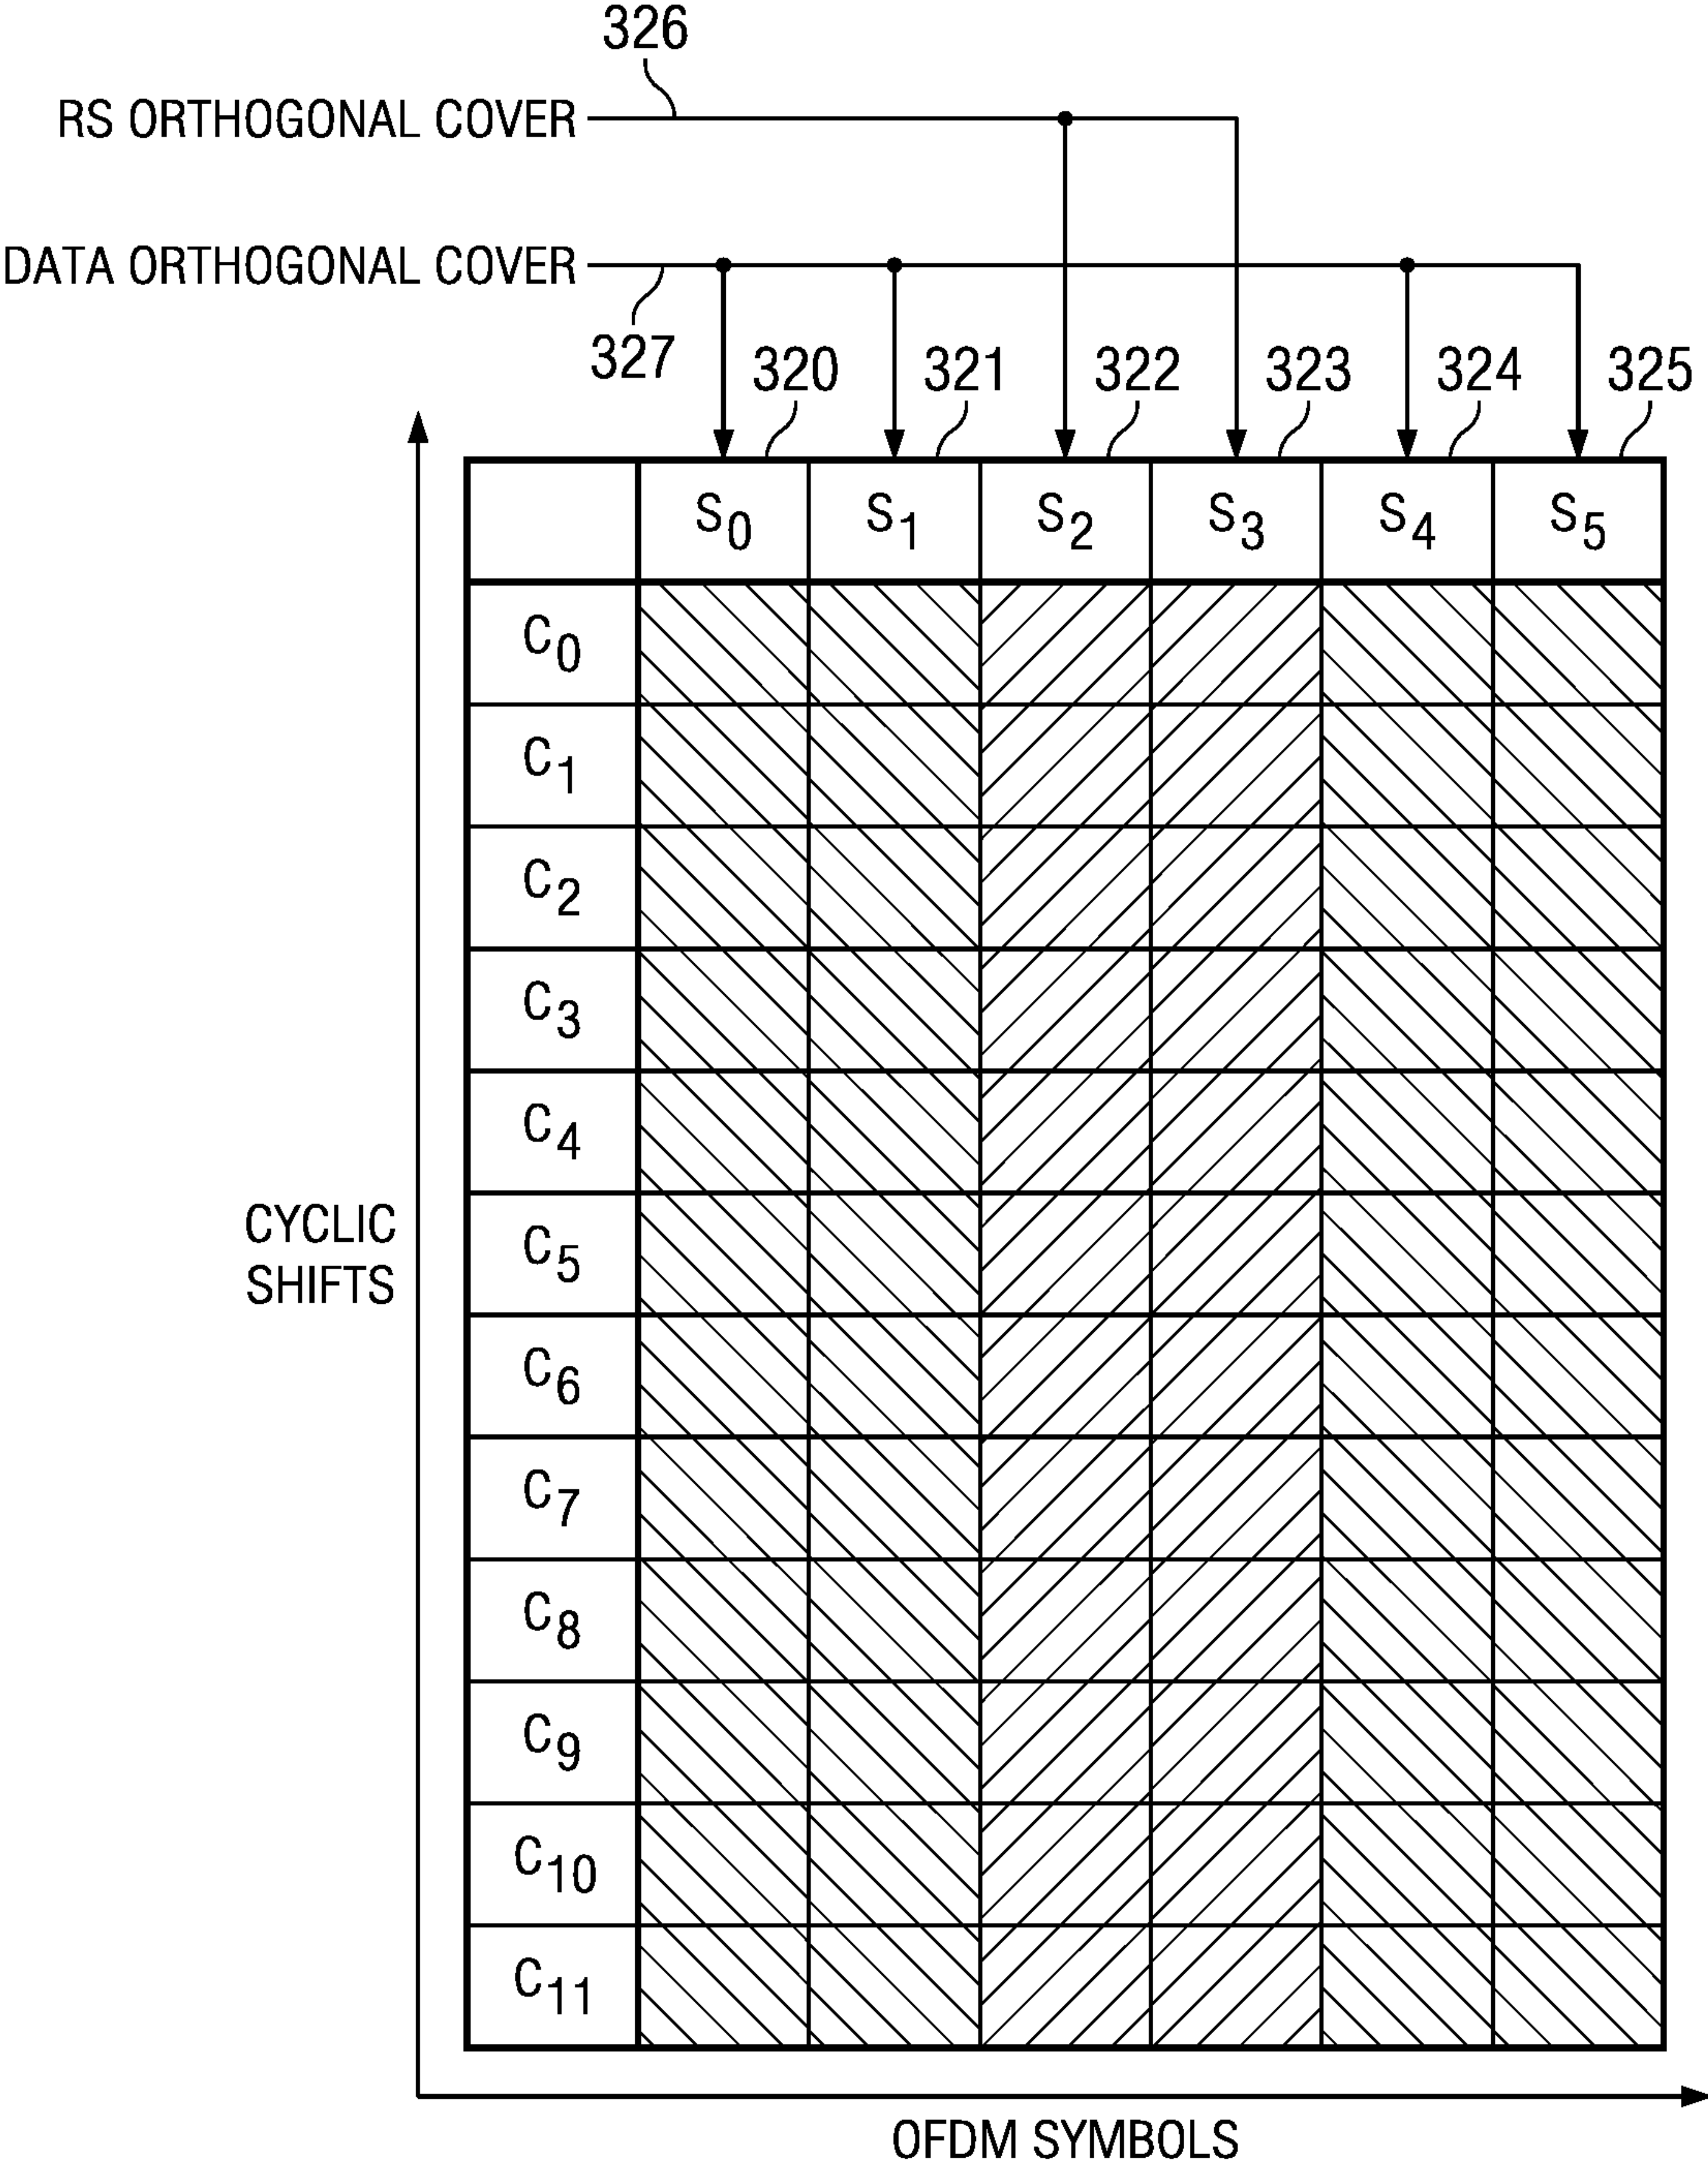 326
RS ORTHOGONAL COVER
DATA ORTHOGONAL COVER
327 320 321 322 323 324 325
S0 S1 S2 S3 S4 S5
C0
C1
C2
C3
C4
C5
C6
C7
C8
C9
C10
C11
CYCLIC
SHIFTS
OFDM SYMBOLS